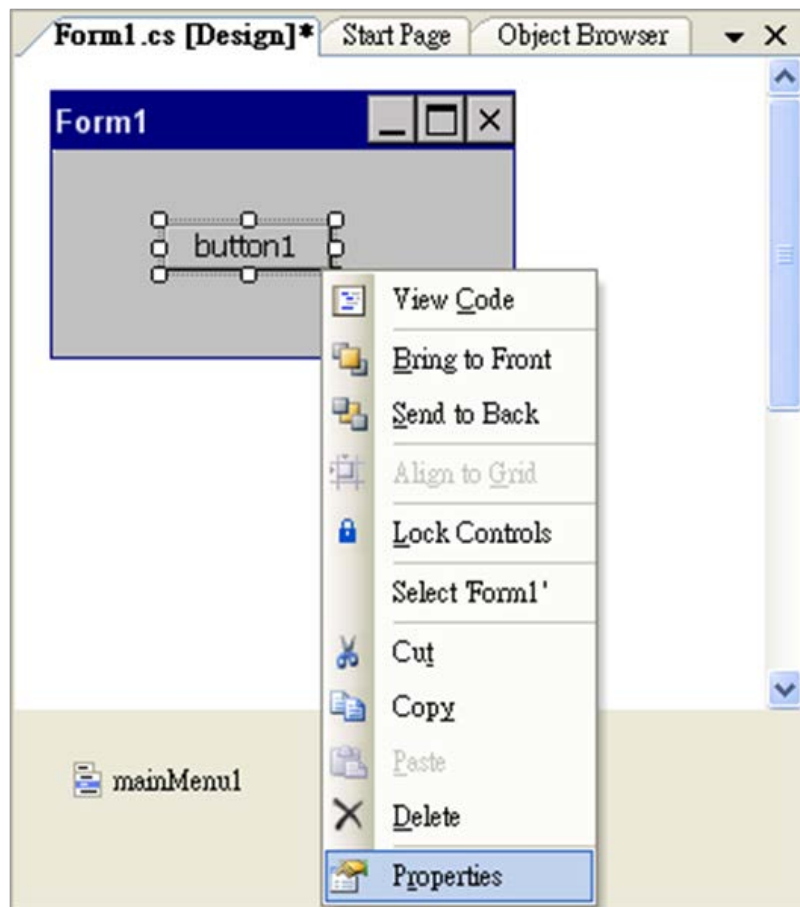 Form1.cs [Design]* Start Page Object Browser
Form1
button1
View Code
Bring to Front
Send to Back
Align to Grid
Lock Controls
Select 'Form1'
Cut
Copy
Paste
Delete
Properties
mainMenu1